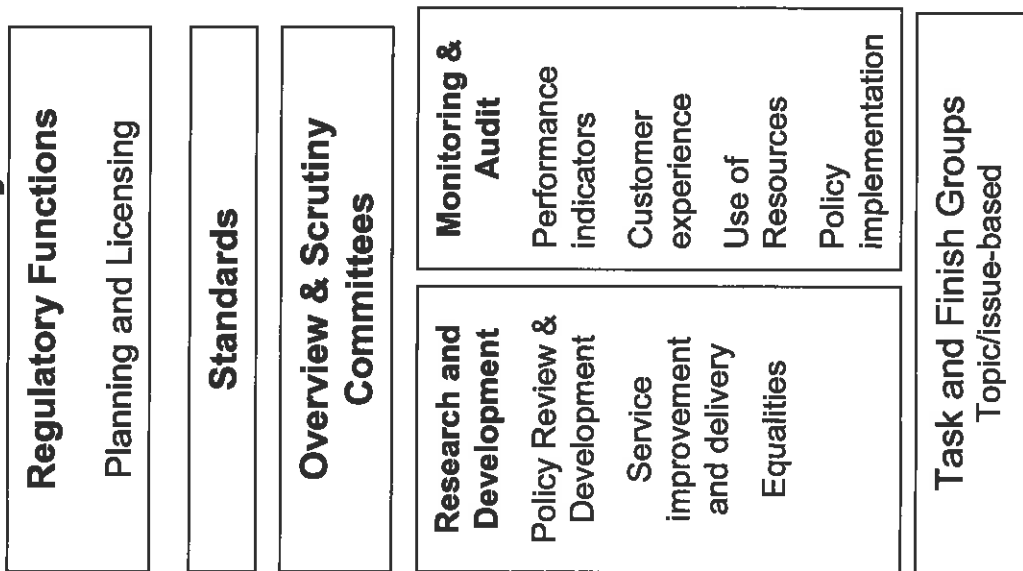 Regulatory Functions
Planning and Licensing
Standards
Overview & Scrutiny
Committees
Research and
Development
Policy Review &
Development
Service
improvement
and delivery
Equalities
Monitoring &
Audit
Performance
indicators
Customer
experience
Use of
Resources
Policy
implementation
Task and Finish Groups
Topic/issue-based